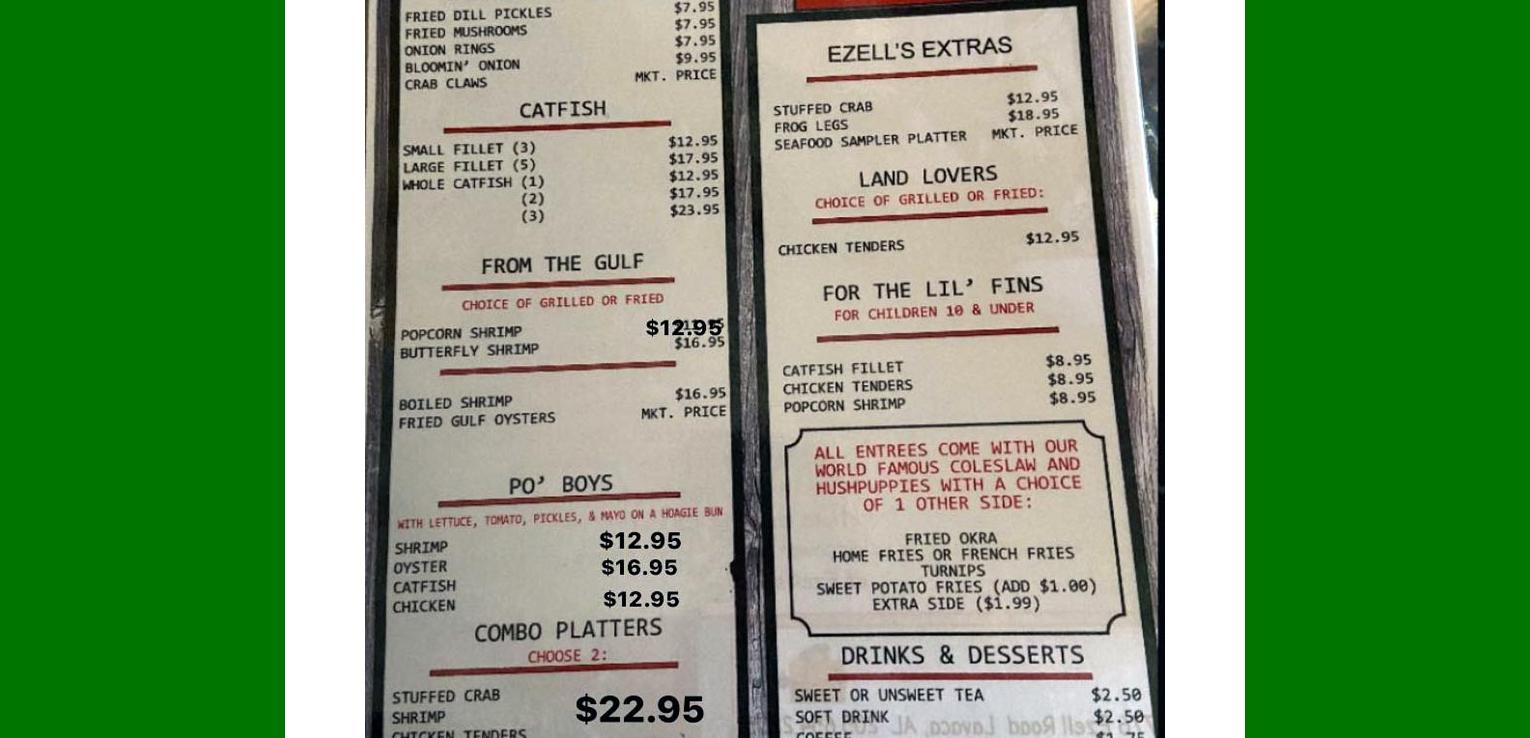 FRIED DILL PICKLES $7.95
FRIED MUSHROOMS $7.95
ONION RINGS $7.95
BLOOMIN' ONION $9.95
CRAB CLAWS MKT. PRICE
CATFISH
SMALL FILLET (3) $12.95
LARGE FILLET (5) $17.95
WHOLE CATFISH (1) $12.95
(2) $17.95
(3) $23.95
FROM THE GULF
CHOICE OF GRILLED OR FRIED
POPCORN SHRIMP $12.95
BUTTERFLY SHRIMP $16.95
BOILED SHRIMP $16.95
FRIED GULF OYSTERS MKT. PRICE
PO' BOYS
WITH LETTUCE, TOMATO, PICKLES, & MAYO ON A HOAGIE BUN
SHRIMP $12.95
OYSTER $16.95
CATFISH
CHICKEN $12.95
COMBO PLATTERS
CHOOSE 2:
STUFFED CRAB
SHRIMP $22.95
CHICKEN TENDERS
EZELL'S EXTRAS
STUFFED CRAB $12.95
FROG LEGS $18.95
SEAFOOD SAMPLER PLATTER MKT. PRICE
LAND LOVERS
CHOICE OF GRILLED OR FRIED:
CHICKEN TENDERS $12.95
FOR THE LIL' FINS
FOR CHILDREN 10 & UNDER
CATFISH FILLET $8.95
CHICKEN TENDERS $8.95
POPCORN SHRIMP $8.95
ALL ENTREES COME WITH OUR
WORLD FAMOUS COLESLAW AND
HUSHPUPPIES WITH A CHOICE
OF 1 OTHER SIDE:
FRIED OKRA
HOME FRIES OR FRENCH FRIES
TURNIPS
SWEET POTATO FRIES (ADD $1.00)
EXTRA SIDE ($1.99)
DRINKS & DESSERTS
SWEET OR UNSWEET TEA $2.50
SOFT DRINK $2.50
COFFEE $1.75